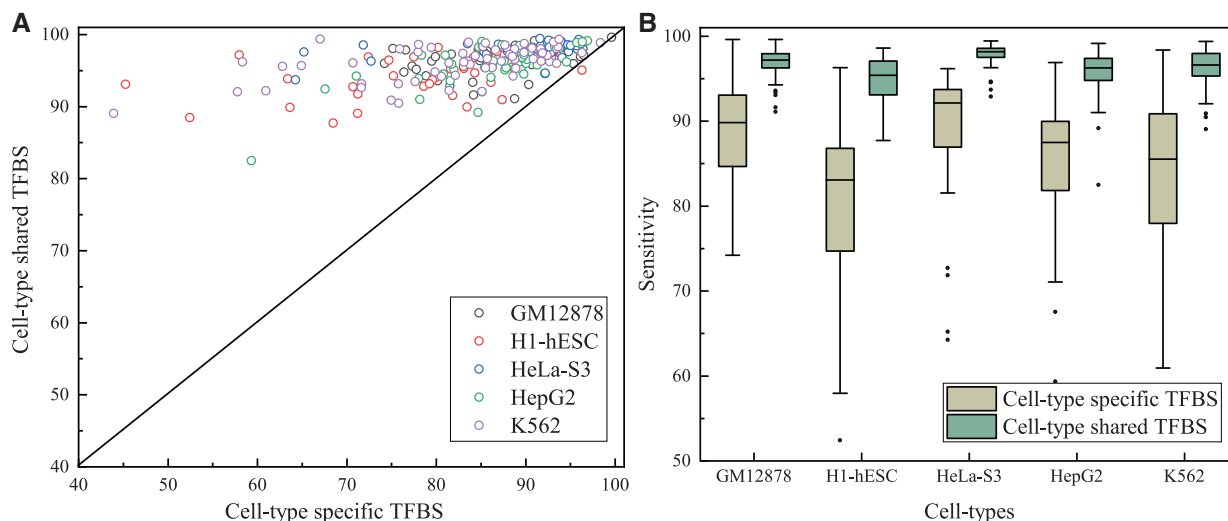 A
Cell-type shared TFBS
100
90
80
70
60
50
40
40
50
60
70
80
90
100
Cell-type specific TFBS
GM12878
H1-hESC
HeLa-S3
HepG2
K562
B
Sensitivity
100
90
80
70
60
50
GM12878
H1-hESC
HeLa-S3
HepG2
K562
Cell-types
Cell-type specific TFBS
Cell-type shared TFBS